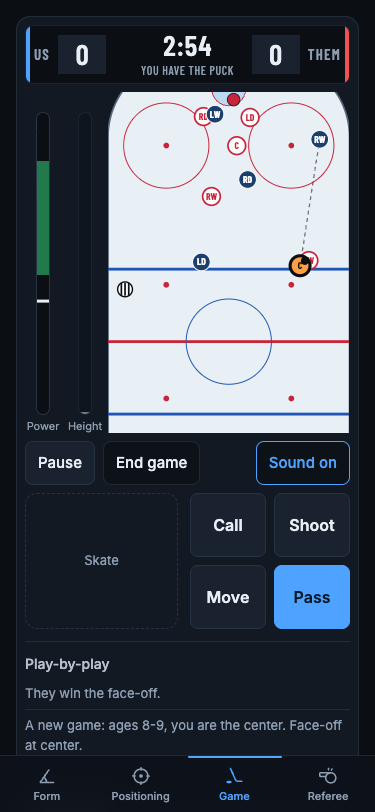 US 0 2:54 0 THEM
YOU HAVE THE PUCK
LW
LD
RW
C
RD
RW
LD
C
Power Height
Pause End game Sound on
Skate
Call Shoot
Move Pass
Play-by-play
They win the face-off.
A new game: ages 8-9, you are the center. Face-off
at center.
Form Positioning Game Referee